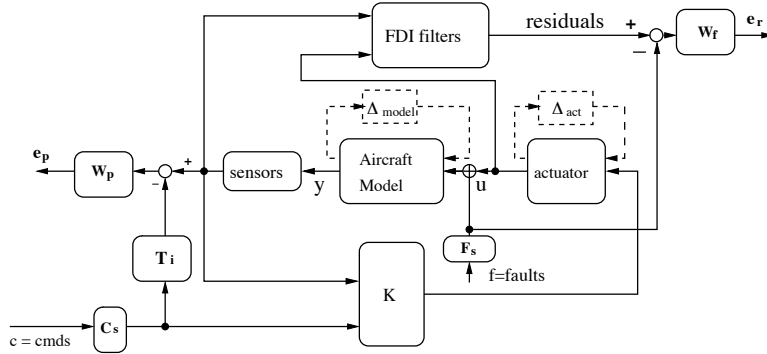 FDI filters
residuals
+
−
W_f
e_r
Δ_model
Δ_act
e_p
W_p
+
−
sensors
y
Aircraft
Model
u
actuator
T_i
F_s
f=faults
K
C_s
c = cmds